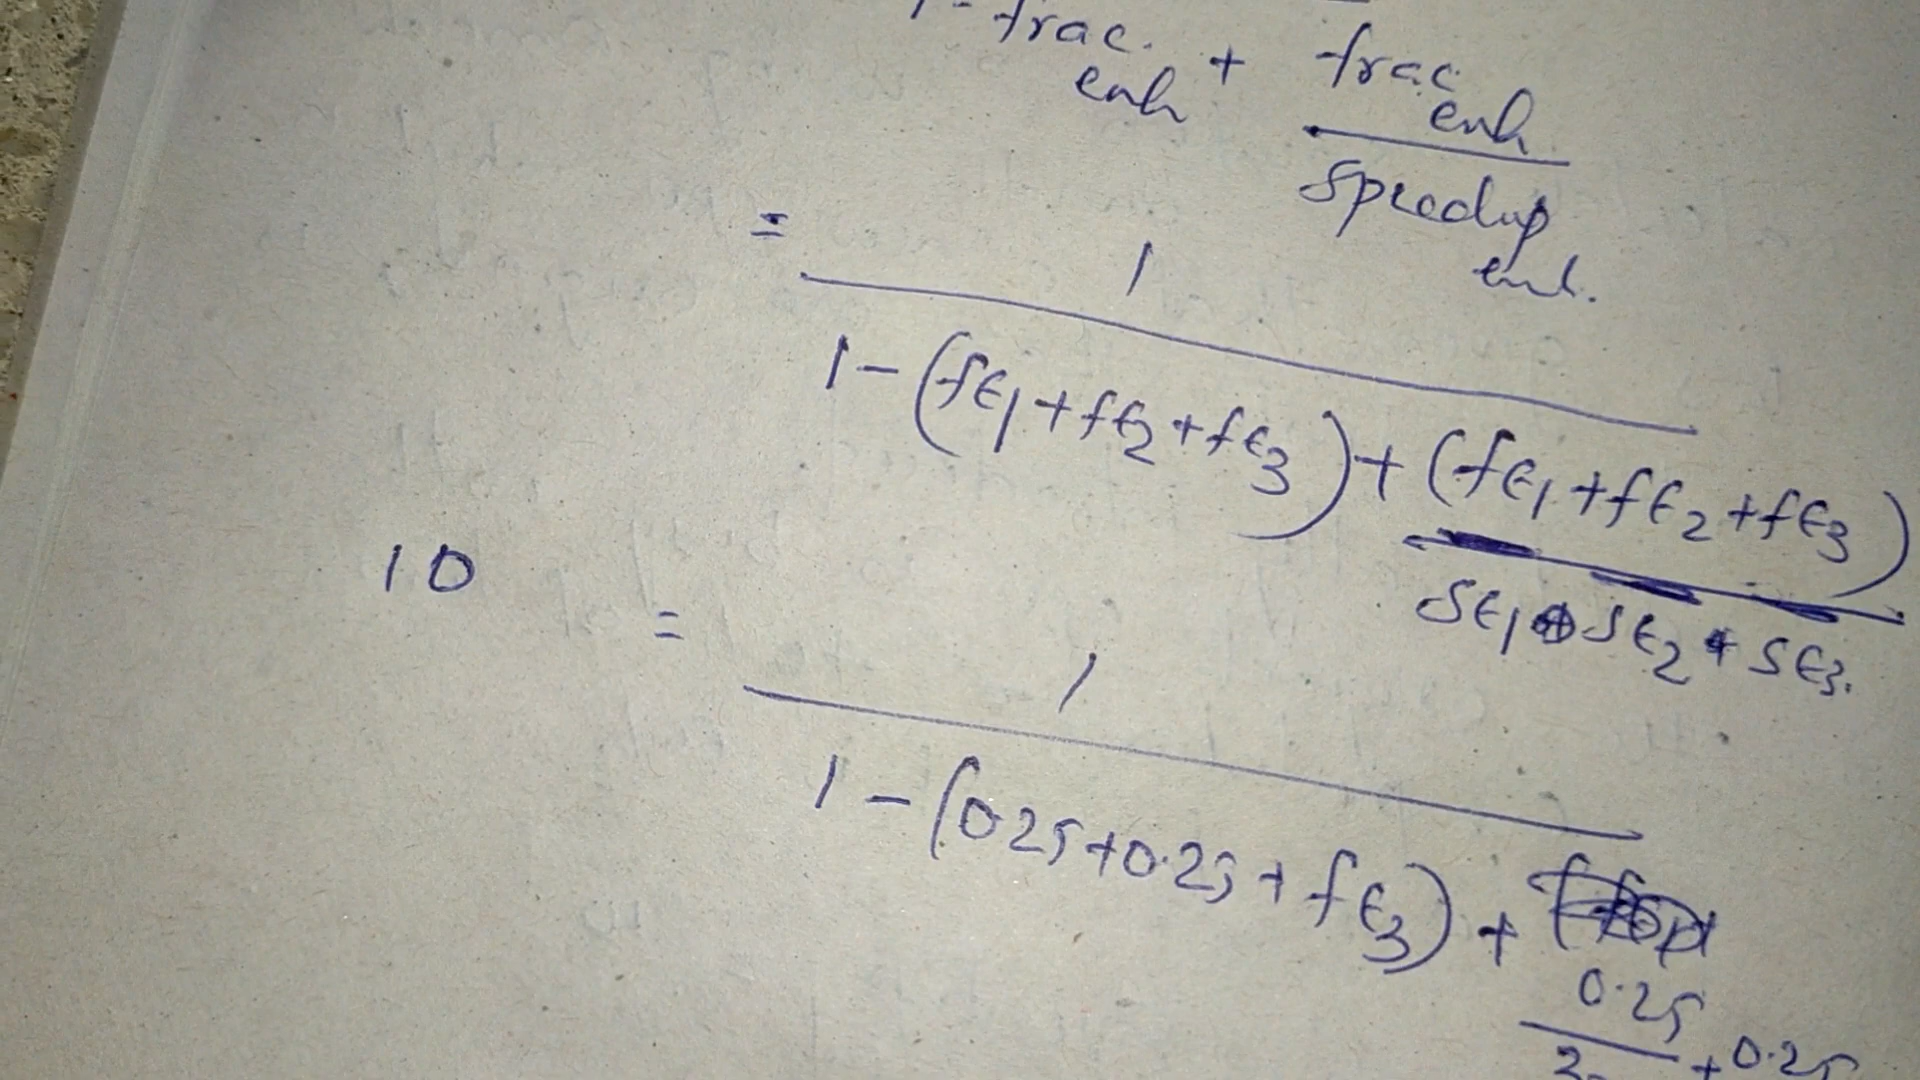 1 - frac. enh + frac enh
speedup enh.
= 1
1 - (fE1 + fE2 + fE3) + (fE1 + fE2 + fE3)
SE1 SE2 + SE3.
10 = 1
1 - (0.25 + 0.25 + fE3) +
0.25
+ 0.25